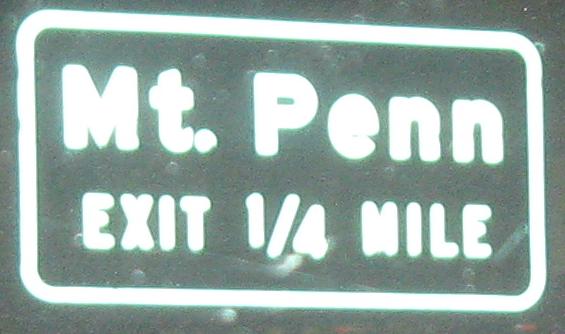 Mt. Penn
EXIT 1/4 MILE